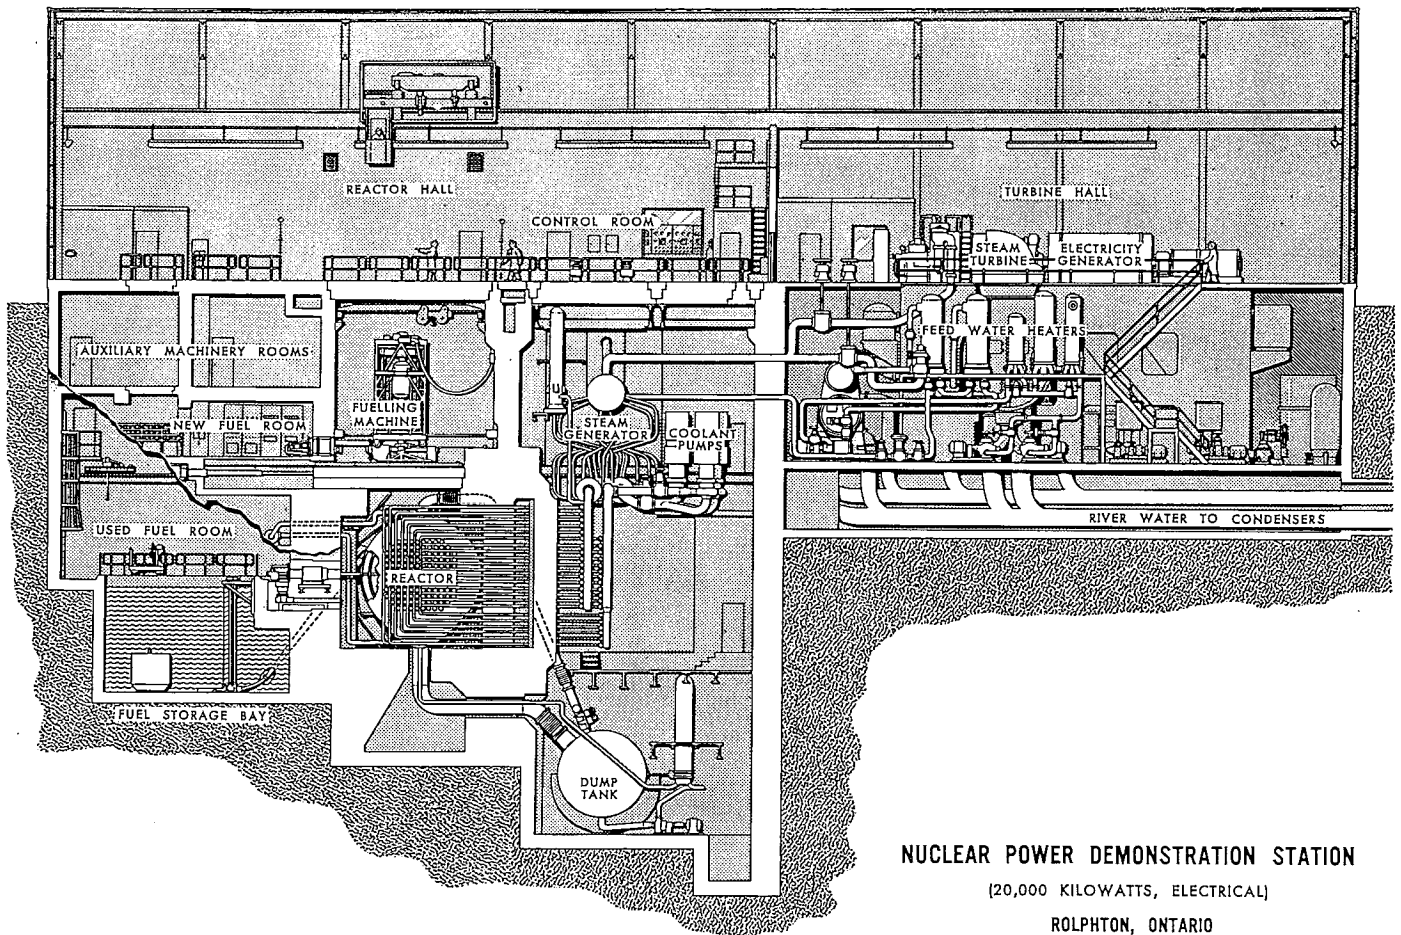 REACTOR HALL
TURBINE HALL
CONTROL ROOM
STEAM
TURBINE
ELECTRICITY
GENERATOR
FEED WATER HEATERS
AUXILIARY MACHINERY ROOMS
FUELLING
MACHINE
NEW FUEL ROOM
STEAM
GENERATOR
COOLANT
PUMPS
RIVER WATER TO CONDENSERS
USED FUEL ROOM
REACTOR
FUEL STORAGE BAY
DUMP
TANK
NUCLEAR POWER DEMONSTRATION STATION
(20,000 KILOWATTS, ELECTRICAL)
ROLPHTON, ONTARIO